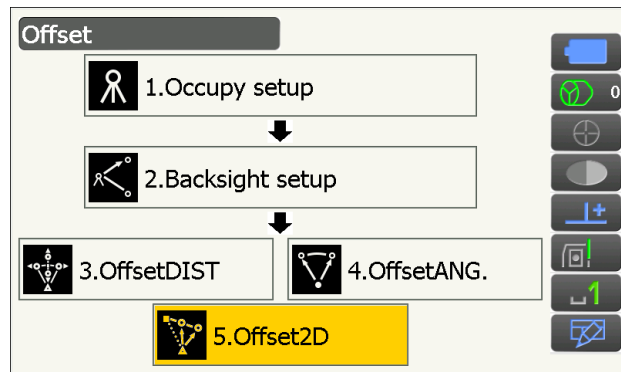 Offset
1.Occupy setup
2.Backsight setup
3.OffsetDIST
4.OffsetANG.
5.Offset2D
0
1